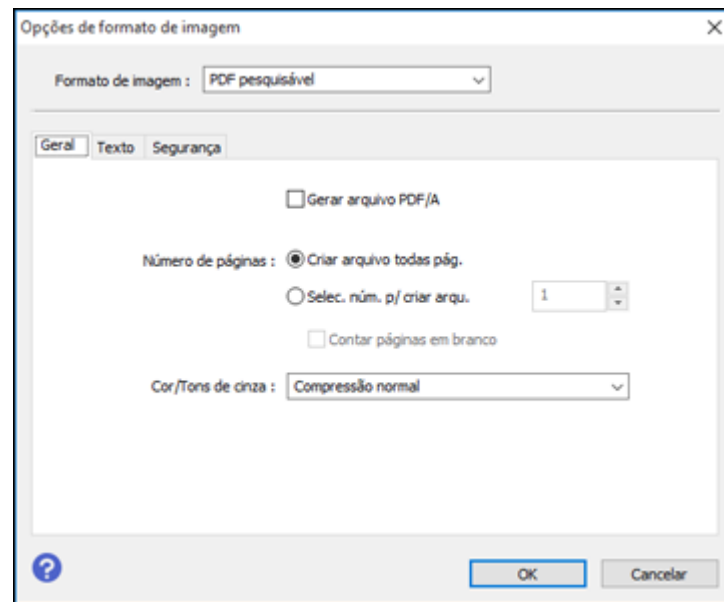 Opções de formato de imagem
Formato de imagem : PDF pesquisável
Geral Texto Segurança
Gerar arquivo PDF/A
Número de páginas : Criar arquivo todas pág.
Selec. núm. p/ criar arqu. 1
Contar páginas em branco
Cor/Tons de cinza : Compressão normal
? OK Cancelar